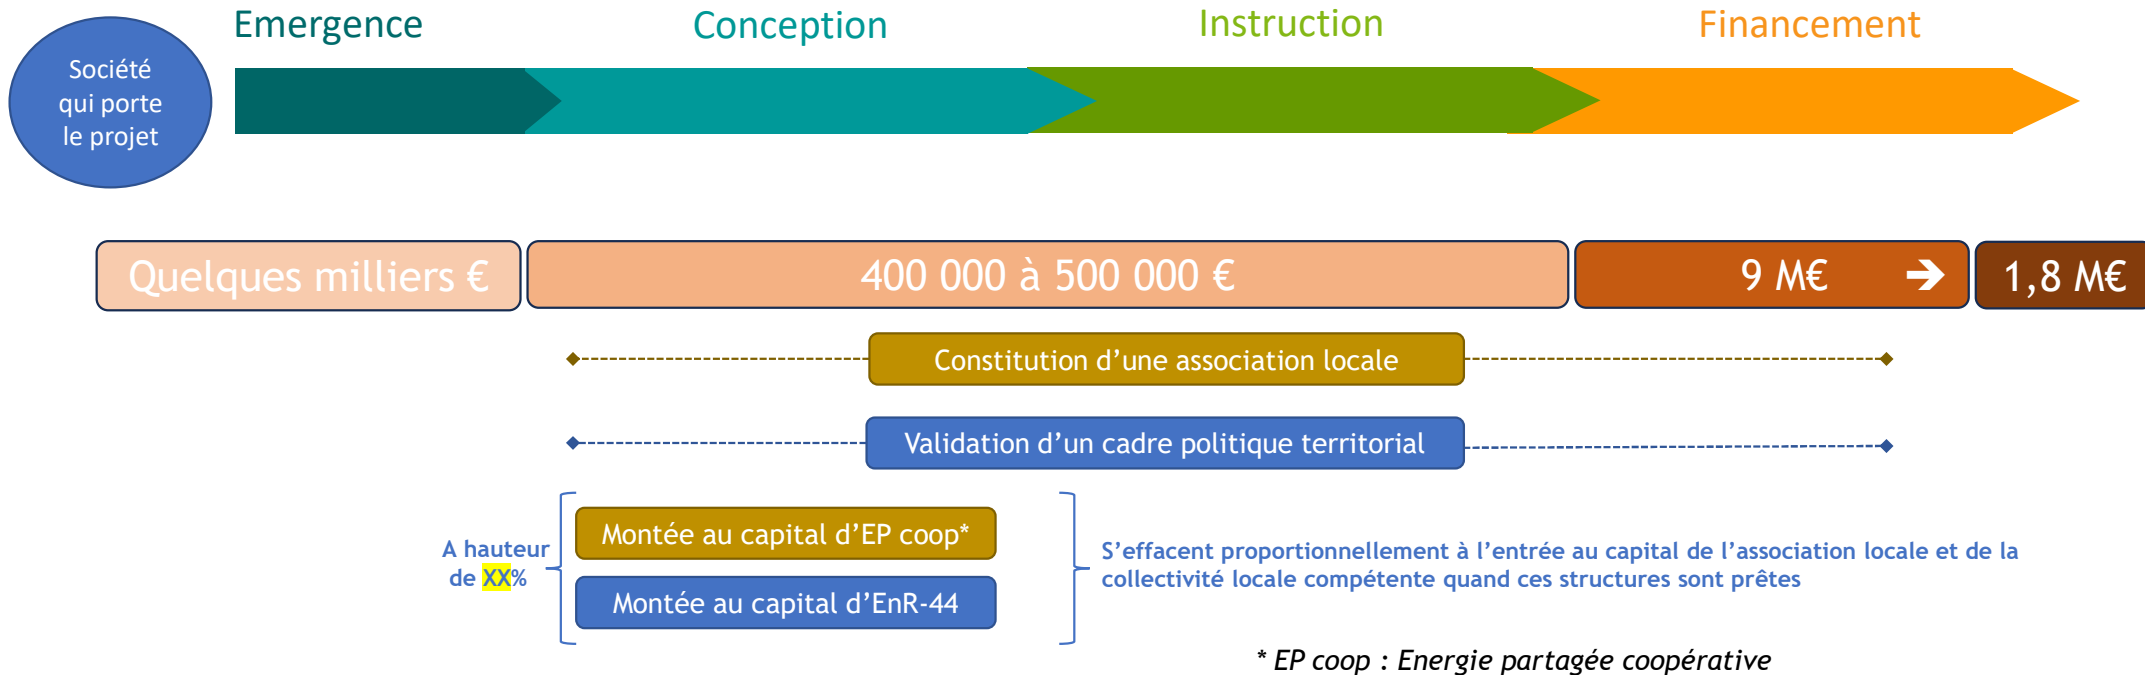 Emergence
Conception
Instruction
Financement
Société
qui porte
le projet
Quelques milliers €
400 000 à 500 000 €
9 M€ ➔
1,8 M€
Constitution d’une association locale
Validation d’un cadre politique territorial
A hauteur
de XX%
Montée au capital d’EP coop*
Montée au capital d’EnR-44
S’effacent proportionnellement à l’entrée au capital de l’association locale et de la
collectivité locale compétente quand ces structures sont prêtes
* EP coop : Energie partagée coopérative